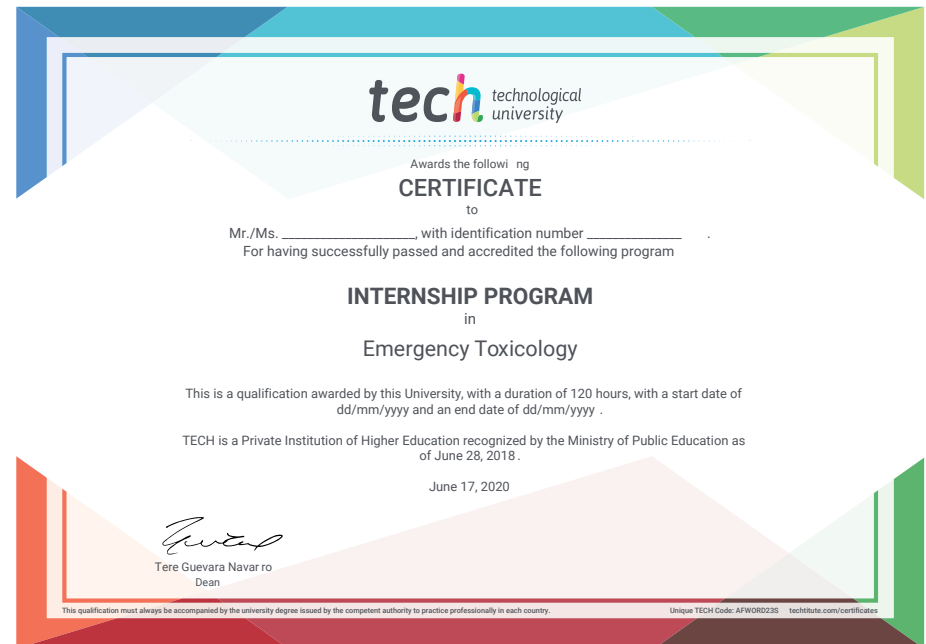 tech technological
university
Awards the followi ng
CERTIFICATE
to
Mr./Ms. ___________________, with identification number ______________ .
For having successfully passed and accredited the following program
INTERNSHIP PROGRAM
in
Emergency Toxicology
This is a qualification awarded by this University, with a duration of 120 hours, with a start date of
dd/mm/yyyy and an end date of dd/mm/yyyy .
TECH is a Private Institution of Higher Education recognized by the Ministry of Public Education as
of June 28, 2018 .
June 17, 2020
Tere Guevara Navar ro
Dean
This qualification must always be accompanied by the university degree issued by the competent authority to practice professionally in each country.
Unique TECH Code: AFWORD23S techtitute.com/certificates